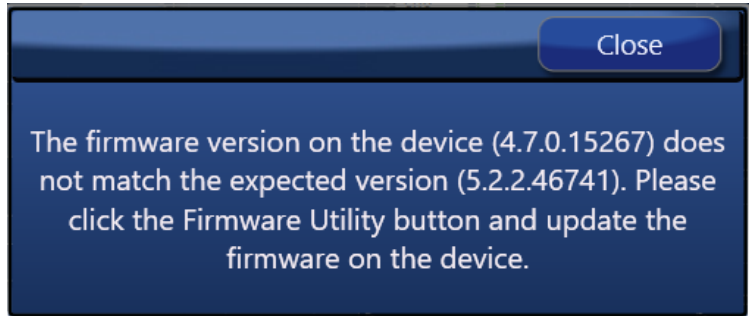 Close
The firmware version on the device (4.7.0.15267) does
not match the expected version (5.2.2.46741). Please
click the Firmware Utility button and update the
firmware on the device.